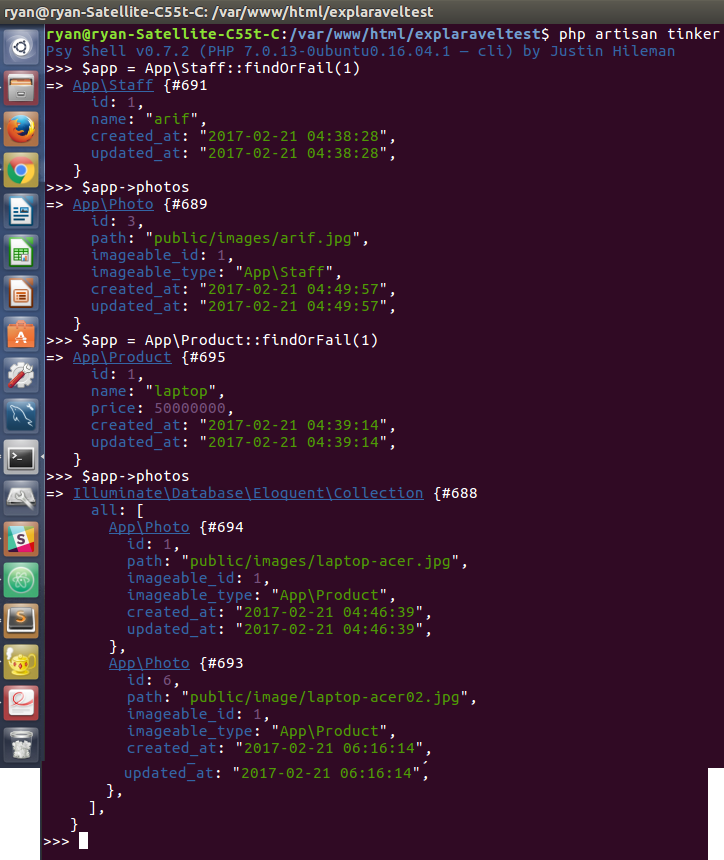 ryan@ryan-Satellite-C55t-C: /var/www/html/explaraveltest
ryan@ryan-Satellite-C55t-C:/var/www/html/explaraveltest$ php artisan tinker
Psy Shell v0.7.2 (PHP 7.0.13-0ubuntu0.16.04.1 — cli) by Justin Hileman
>>> $app = App\Staff::findOrFail(1)
=> App\Staff {#691
     id: 1,
     name: "arif",
     created_at: "2017-02-21 04:38:28",
     updated_at: "2017-02-21 04:38:28",
   }
>>> $app->photos
=> App\Photo {#689
     id: 3,
     path: "public/images/arif.jpg",
     imageable_id: 1,
     imageable_type: "App\Staff",
     created_at: "2017-02-21 04:49:57",
     updated_at: "2017-02-21 04:49:57",
   }
>>> $app = App\Product::findOrFail(1)
=> App\Product {#695
     id: 1,
     name: "laptop",
     price: 50000000,
     created_at: "2017-02-21 04:39:14",
     updated_at: "2017-02-21 04:39:14",
   }
>>> $app->photos
=> Illuminate\Database\Eloquent\Collection {#688
     all: [
       App\Photo {#694
         id: 1,
         path: "public/images/laptop-acer.jpg",
         imageable_id: 1,
         imageable_type: "App\Product",
         created_at: "2017-02-21 04:46:39",
         updated_at: "2017-02-21 04:46:39",
       },
       App\Photo {#693
         id: 6,
         path: "public/image/laptop-acer02.jpg",
         imageable_id: 1,
         imageable_type: "App\Product",
         created_at: "2017-02-21 06:16:14",
         updated_at: "2017-02-21 06:16:14",
       },
     ],
   }
>>>